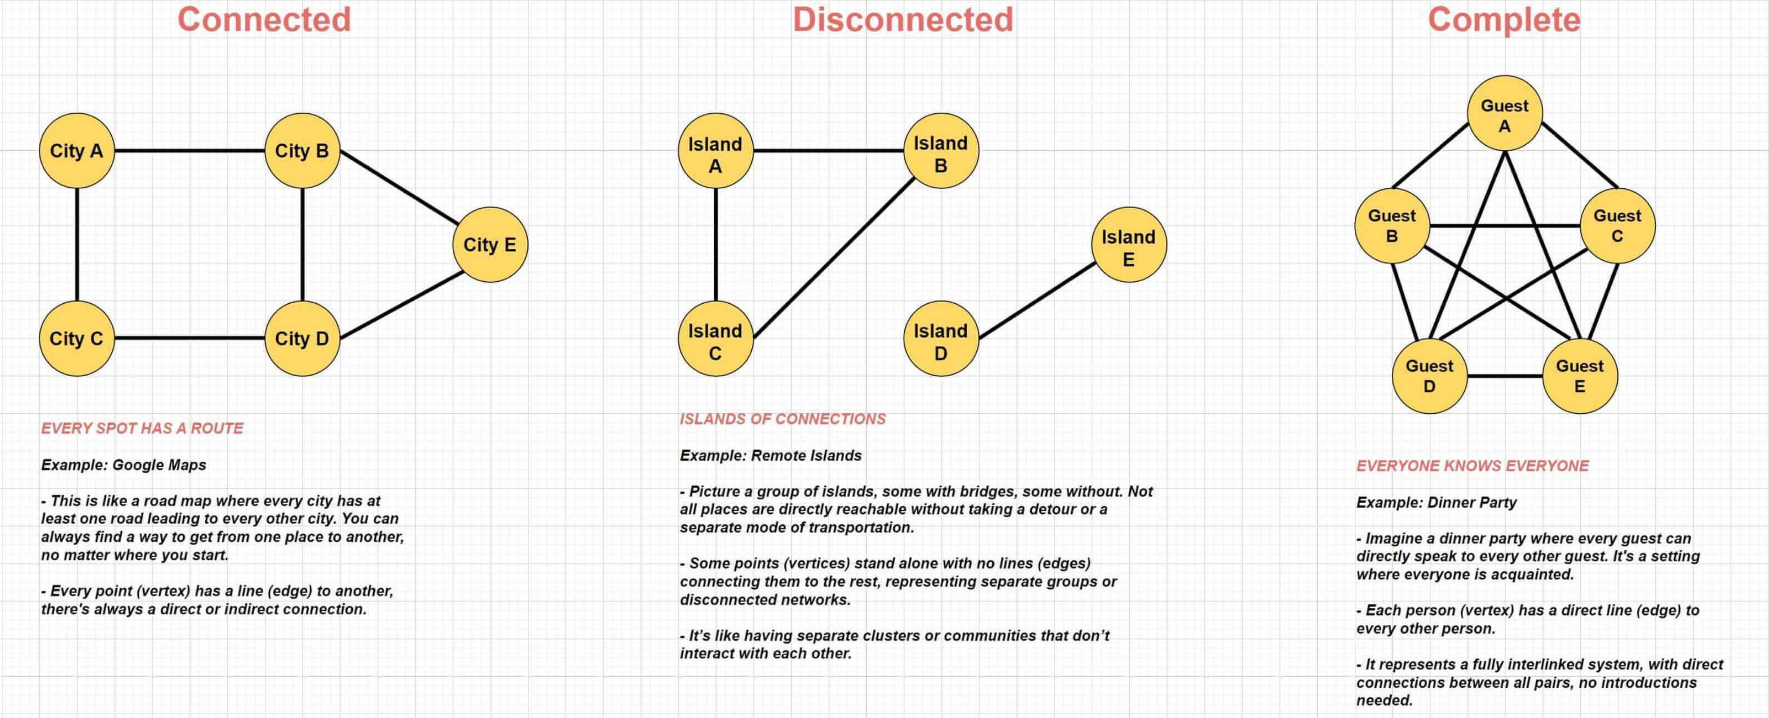 Connected
City A
City B
City E
City C
City D
EVERY SPOT HAS A ROUTE
Example: Google Maps
- This is like a road map where every city has at
least one road leading to every other city. You can
always find a way to get from one place to another,
no matter where you start.
- Every point (vertex) has a line (edge) to another,
there's always a direct or indirect connection.
Disconnected
Island
A
Island
B
Island
E
Island
C
Island
D
ISLANDS OF CONNECTIONS
Example: Remote Islands
- Picture a group of islands, some with bridges, some without. Not
all places are directly reachable without taking a detour or a
separate mode of transportation.
- Some points (vertices) stand alone with no lines (edges)
connecting them to the rest, representing separate groups or
disconnected networks.
- It’s like having separate clusters or communities that don’t
interact with each other.
Complete
Guest
A
Guest
B
Guest
C
Guest
D
Guest
E
EVERYONE KNOWS EVERYONE
Example: Dinner Party
- Imagine a dinner party where every guest can
directly speak to every other guest. It's a setting
where everyone is acquainted.
- Each person (vertex) has a direct line (edge) to
every other person.
- It represents a fully interlinked system, with direct
connections between all pairs, no introductions
needed.